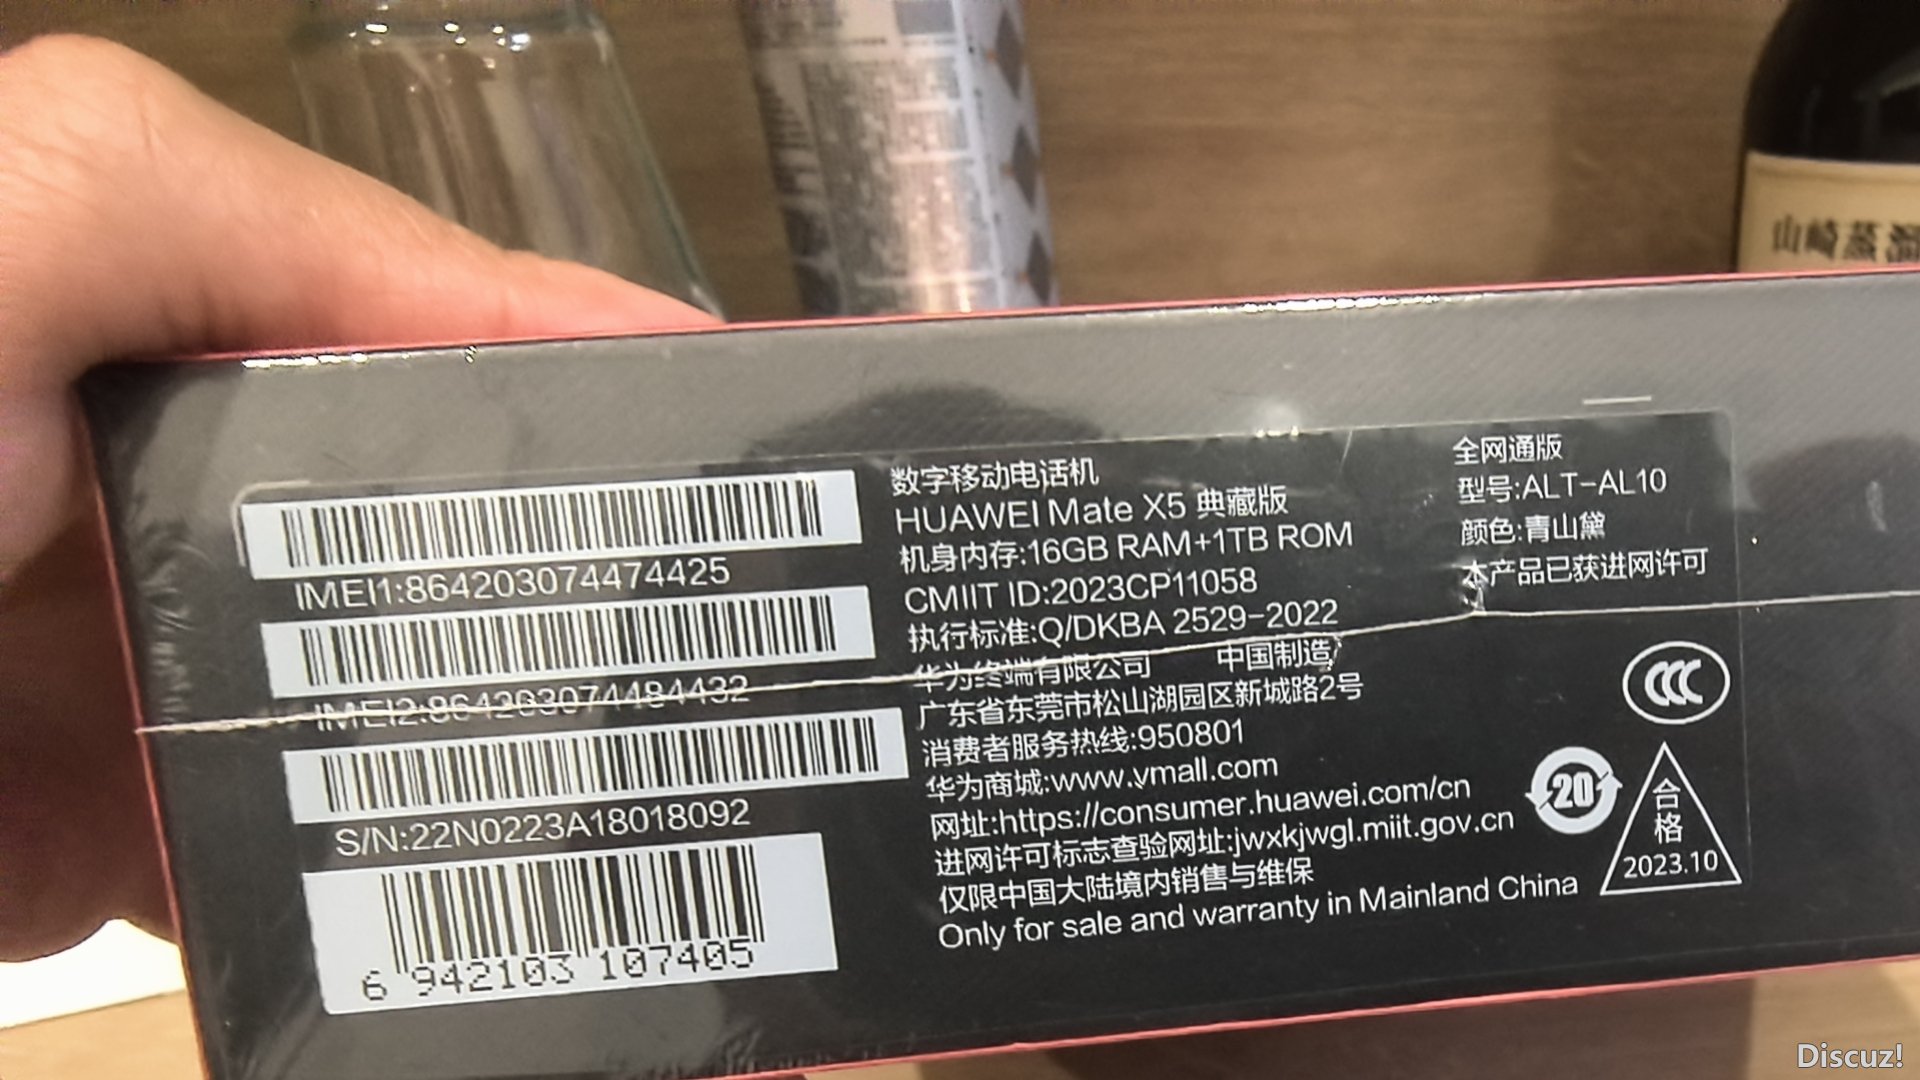 山崎蒸溜
IMEI1:864203074474425
IMEI2:864203074484432
S/N:22N0223A18018092
6 942103 107405
数字移动电话机
HUAWEI Mate X5 典藏版
机身内存:16GB RAM+1TB ROM
CMIIT ID:2023CP11058
执行标准:Q/DKBA 2529-2022
华为终端有限公司 中国制造
广东省东莞市松山湖园区新城路2号
消费者服务热线:950801
华为商城:www.vmall.com
网址:https://consumer.huawei.com/cn
进网许可标志查验网址:jwxkjwgl.miit.gov.cn
仅限中国大陆境内销售与维保
Only for sale and warranty in Mainland China
全网通版
型号:ALT-AL10
颜色:青山黛
本产品已获进网许可
CCC
20
合格
2023.10
Discuz!